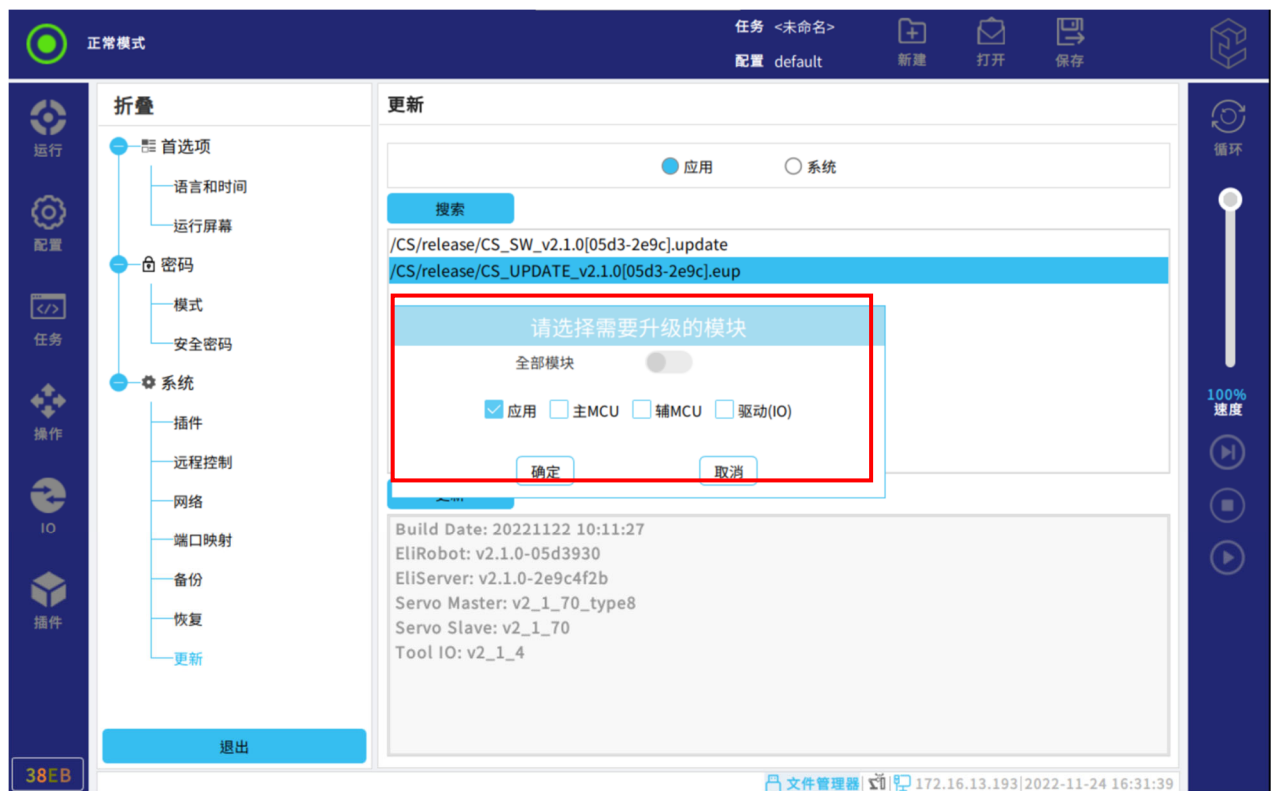 正常模式
任务 <未命名>
配置 default
新建
打开
保存
运行
配置
任务
操作
IO
插件
38EB
折叠
首选项
语言和时间
运行屏幕
密码
模式
安全密码
系统
插件
远程控制
网络
端口映射
备份
恢复
更新
退出
更新
应用 系统
搜索
/CS/release/CS_SW_v2.1.0[05d3-2e9c].update
/CS/release/CS_UPDATE_v2.1.0[05d3-2e9c].eup
请选择需要升级的模块
全部模块
应用 主MCU 辅MCU 驱动(IO)
确定 取消
Build Date: 20221122 10:11:27
EliRobot: v2.1.0-05d3930
EliServer: v2.1.0-2e9c4f2b
Servo Master: v2_1_70_type8
Servo Slave: v2_1_70
Tool IO: v2_1_4
循环
100%
速度
文件管理器 172.16.13.193 2022-11-24 16:31:39